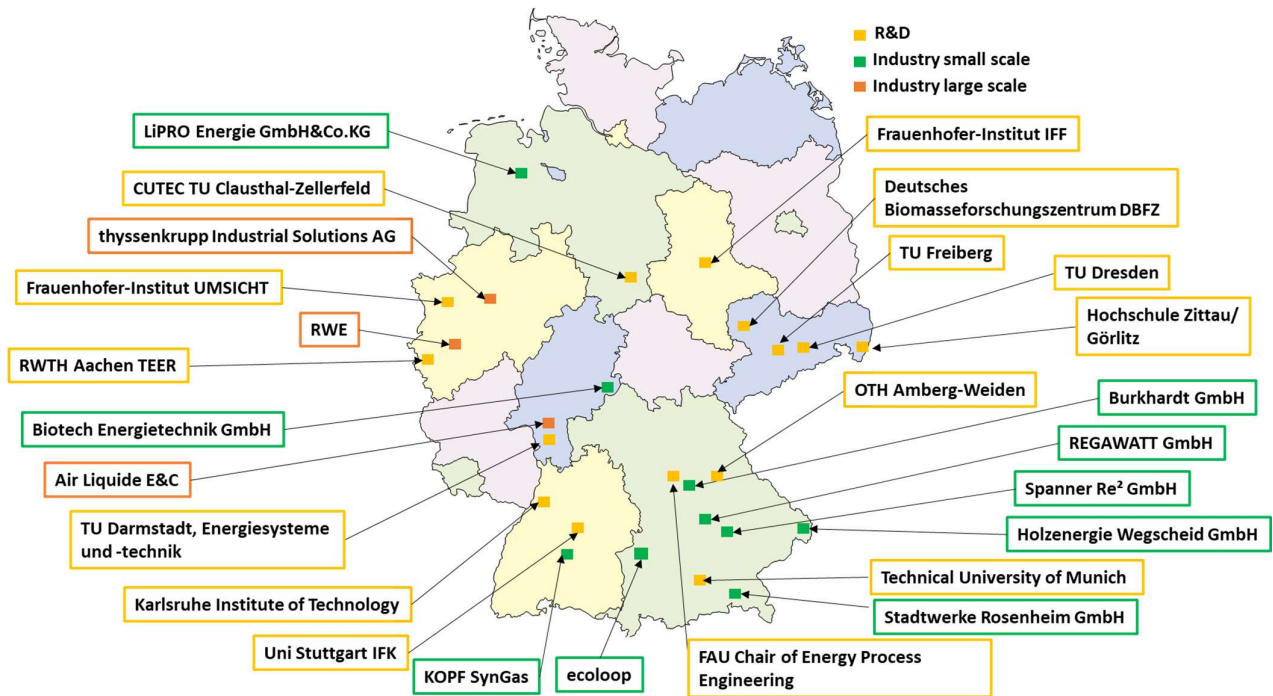 R&D
Industry small scale
Industry large scale
LiPRO Energie GmbH&Co.KG
CUTEC TU Clausthal-Zellerfeld
thyssenkrupp Industrial Solutions AG
Frauenhofer-Institut UMSICHT
RWE
RWTH Aachen TEER
Biotech Energietechnik GmbH
Air Liquide E&C
TU Darmstadt, Energiesysteme
und -technik
Karlsruhe Institute of Technology
Uni Stuttgart IFK
KOPF SynGas
ecoloop
Frauenhofer-Institut IFF
Deutsches
Biomasseforschungszentrum DBFZ
TU Freiberg
TU Dresden
Hochschule Zittau/
Görlitz
OTH Amberg-Weiden
Burkhardt GmbH
REGAWATT GmbH
Spanner Re² GmbH
Holzenergie Wegscheid GmbH
Technical University of Munich
Stadtwerke Rosenheim GmbH
FAU Chair of Energy Process
Engineering